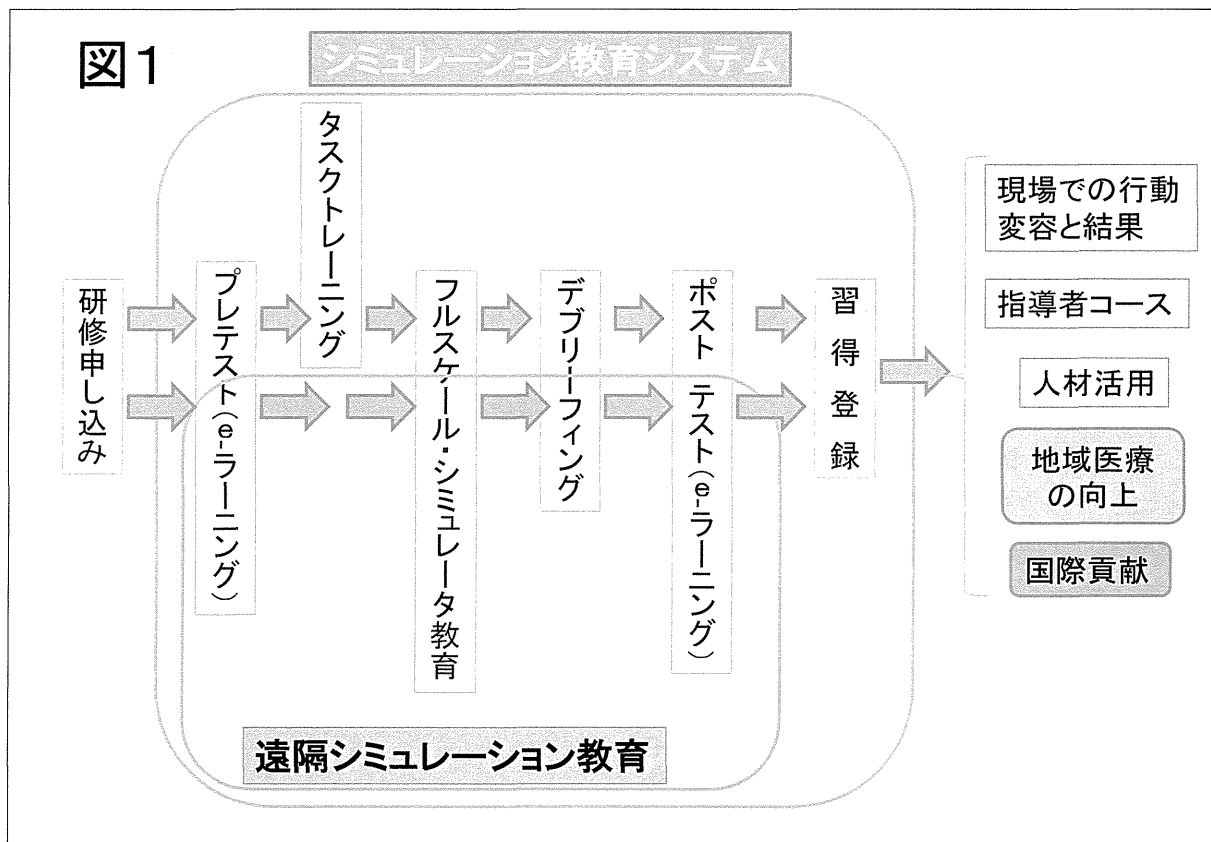 図1
シミュレーション教育システム
研修申し込み
プレテスト(e-ラーニング)
タスクトレーニング
フルスケール・シミュレータ教育
デブリーフィング
ポストテスト(e-ラーニング)
習得登録
現場での行動
変容と結果
指導者コース
人材活用
地域医療
の向上
国際貢献
遠隔シミュレーション教育